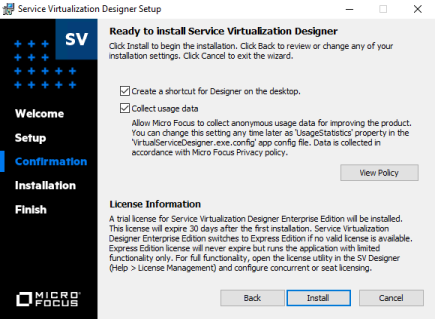 Service Virtualization Designer Setup
SV
Ready to install Service Virtualization Designer
Click Install to begin the installation. Click Back to review or change any of your
installation settings. Click Cancel to exit the wizard.
Create a shortcut for Designer on the desktop.
Collect usage data
Allow Micro Focus to collect anonymous usage data for improving the product.
You can change this setting any time later as 'UsageStatistics' property in the
'VirtualServiceDesigner.exe.config' app config file. Data is collected in
accordance with Micro Focus Privacy policy.
View Policy
Welcome
Setup
Confirmation
Installation
Finish
License Information
A trial license for Service Virtualization Designer Enterprise Edition will be installed.
This license will expire 30 days after the first installation. Service Virtualization
Designer Enterprise Edition switches to Express Edition if no valid license is available.
Express Edition license will never expire but runs the application with limited
functionality only. For full functionality, open the license utility in the SV Designer
(Help > License Management) and configure concurrent or seat licensing.
MICRO
FOCUS
Back
Install
Cancel